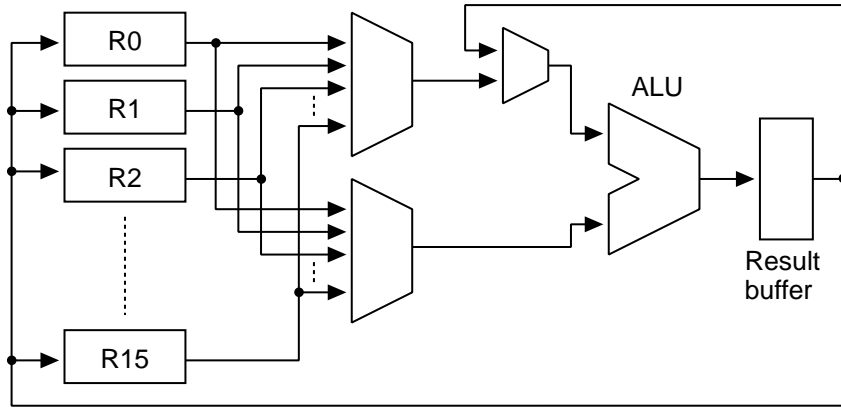 R0
R1
R2
R15
ALU
Result
buffer